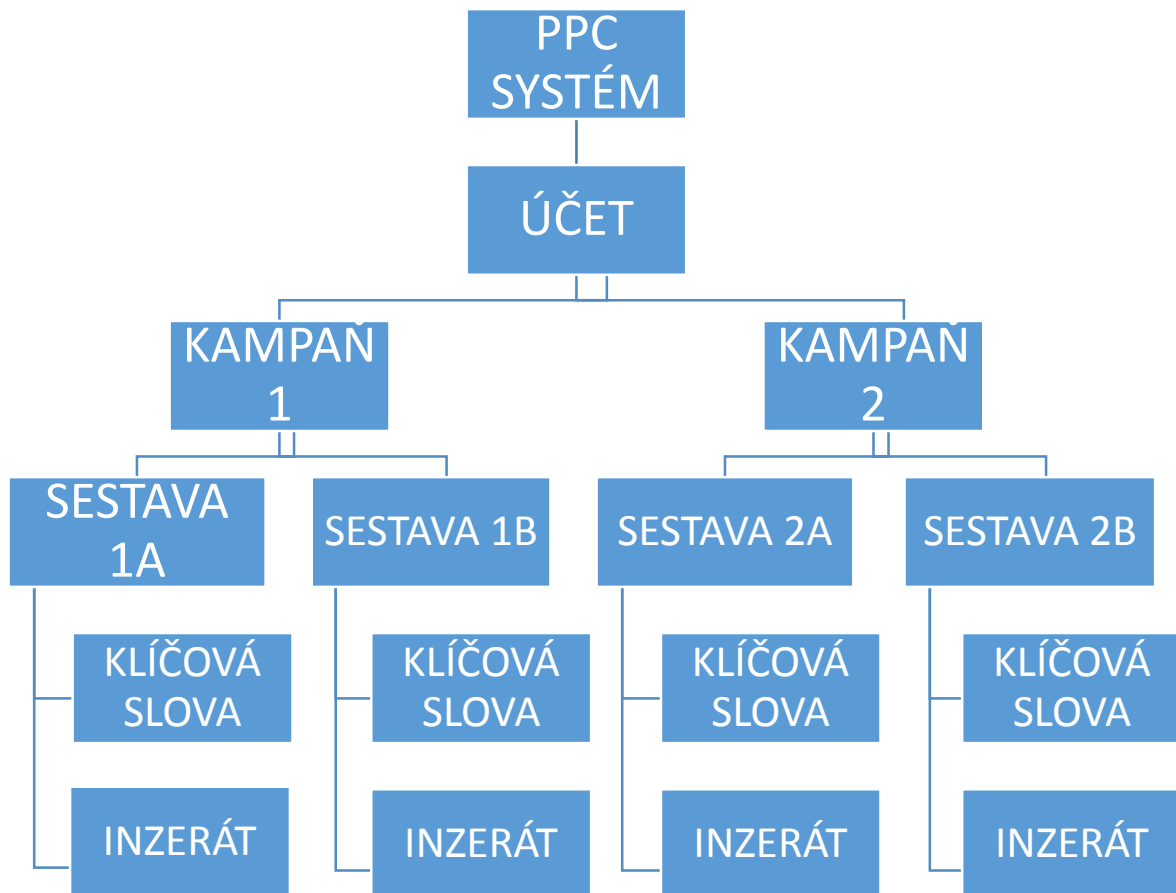 PPC
SYSTÉM
ÚČET
KAMPAŇ
1
KAMPAŇ
2
SESTAVA
1A
SESTAVA 1B
SESTAVA 2A
SESTAVA 2B
KLÍČOVÁ
SLOVA
KLÍČOVÁ
SLOVA
KLÍČOVÁ
SLOVA
KLÍČOVÁ
SLOVA
INZERÁT
INZERÁT
INZERÁT
INZERÁT